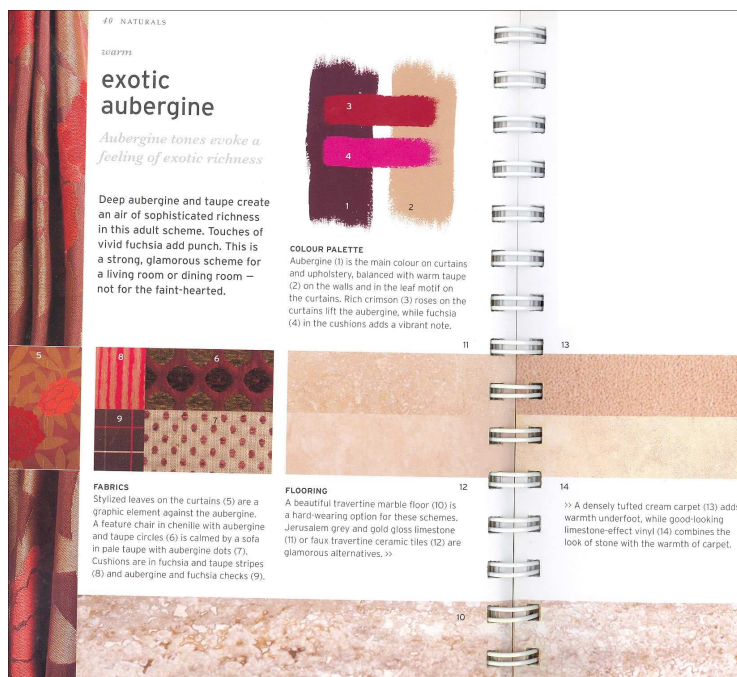 40 NATURALS
warm
exotic
aubergine
Aubergine tones evoke a
feeling of exotic richness
Deep aubergine and taupe create
an air of sophisticated richness
in this adult scheme. Touches of
vivid fuchsia add punch. This is
a strong, glamorous scheme for
a living room or dining room —
not for the faint-hearted.
3
4
1
2
COLOUR PALETTE
Aubergine (1) is the main colour on curtains
and upholstery, balanced with warm taupe
(2) on the walls and in the leaf motif on
the curtains. Rich crimson (3) roses on the
curtains lift the aubergine, while fuchsia
(4) in the cushions adds a vibrant note.
5
8
6
9
7
11
13
12
14
FABRICS
Stylized leaves on the curtains (5) are a
graphic element against the aubergine.
A feature chair in chenille with aubergine
and taupe circles (6) is calmed by a sofa
in pale taupe with aubergine dots (7).
Cushions are in fuchsia and taupe stripes
(8) and aubergine and fuchsia checks (9).
FLOORING
A beautiful travertine marble floor (10) is
a hard-wearing option for these schemes.
Jerusalem grey and gold gloss limestone
(11) or faux travertine ceramic tiles (12) are
glamorous alternatives. >>
>> A densely tufted cream carpet (13) adds
warmth underfoot, while good-looking
limestone-effect vinyl (14) combines the
look of stone with the warmth of carpet.
10